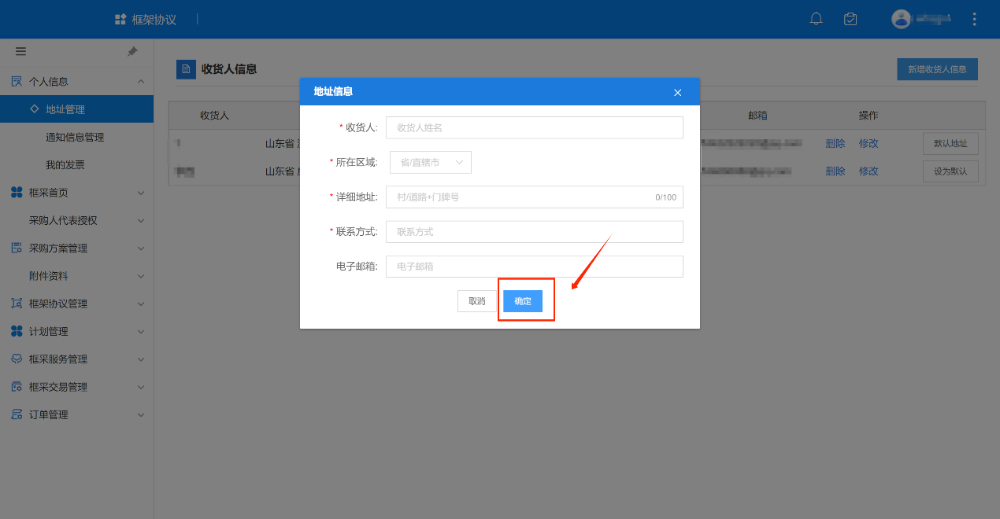 框架协议
收货人信息
新增收货人信息
个人信息
地址管理
通知信息管理
我的发票
框采首页
采购人代表授权
采购方案管理
附件资料
框架协议管理
计划管理
框采服务管理
框采交易管理
订单管理
收货人
邮箱
操作
山东省
删除
修改
默认地址
山东省
删除
修改
设为默认
地址信息
* 收货人:
收货人姓名
* 所在区域:
省/直辖市
* 详细地址:
村/道路+门牌号
0/100
* 联系方式:
联系方式
电子邮箱:
电子邮箱
取消
确定